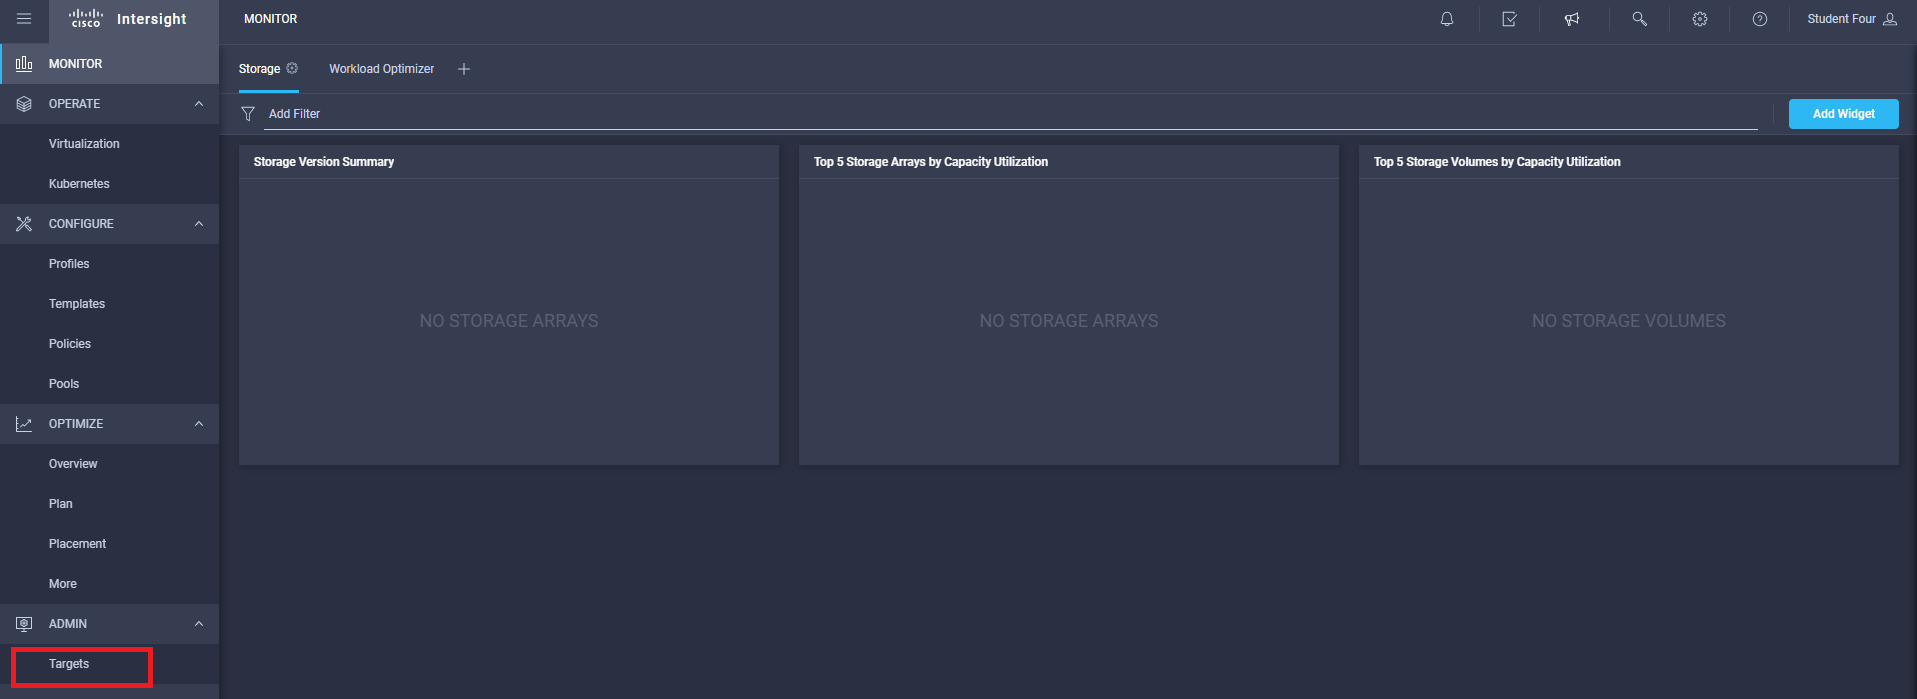 CISCO Intersight
MONITOR
Student Four
MONITOR
OPERATE
Virtualization
Kubernetes
CONFIGURE
Profiles
Templates
Policies
Pools
OPTIMIZE
Overview
Plan
Placement
More
ADMIN
Targets
Storage
Workload Optimizer
Add Filter
Add Widget
Storage Version Summary
NO STORAGE ARRAYS
Top 5 Storage Arrays by Capacity Utilization
NO STORAGE ARRAYS
Top 5 Storage Volumes by Capacity Utilization
NO STORAGE VOLUMES